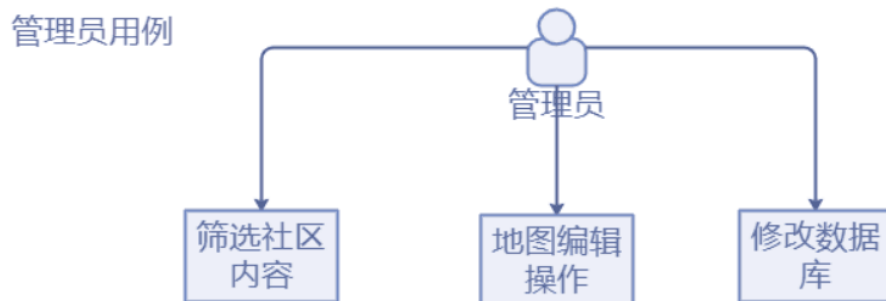 管理员用例
管理员
筛选社区
内容
地图编辑
操作
修改数据
库